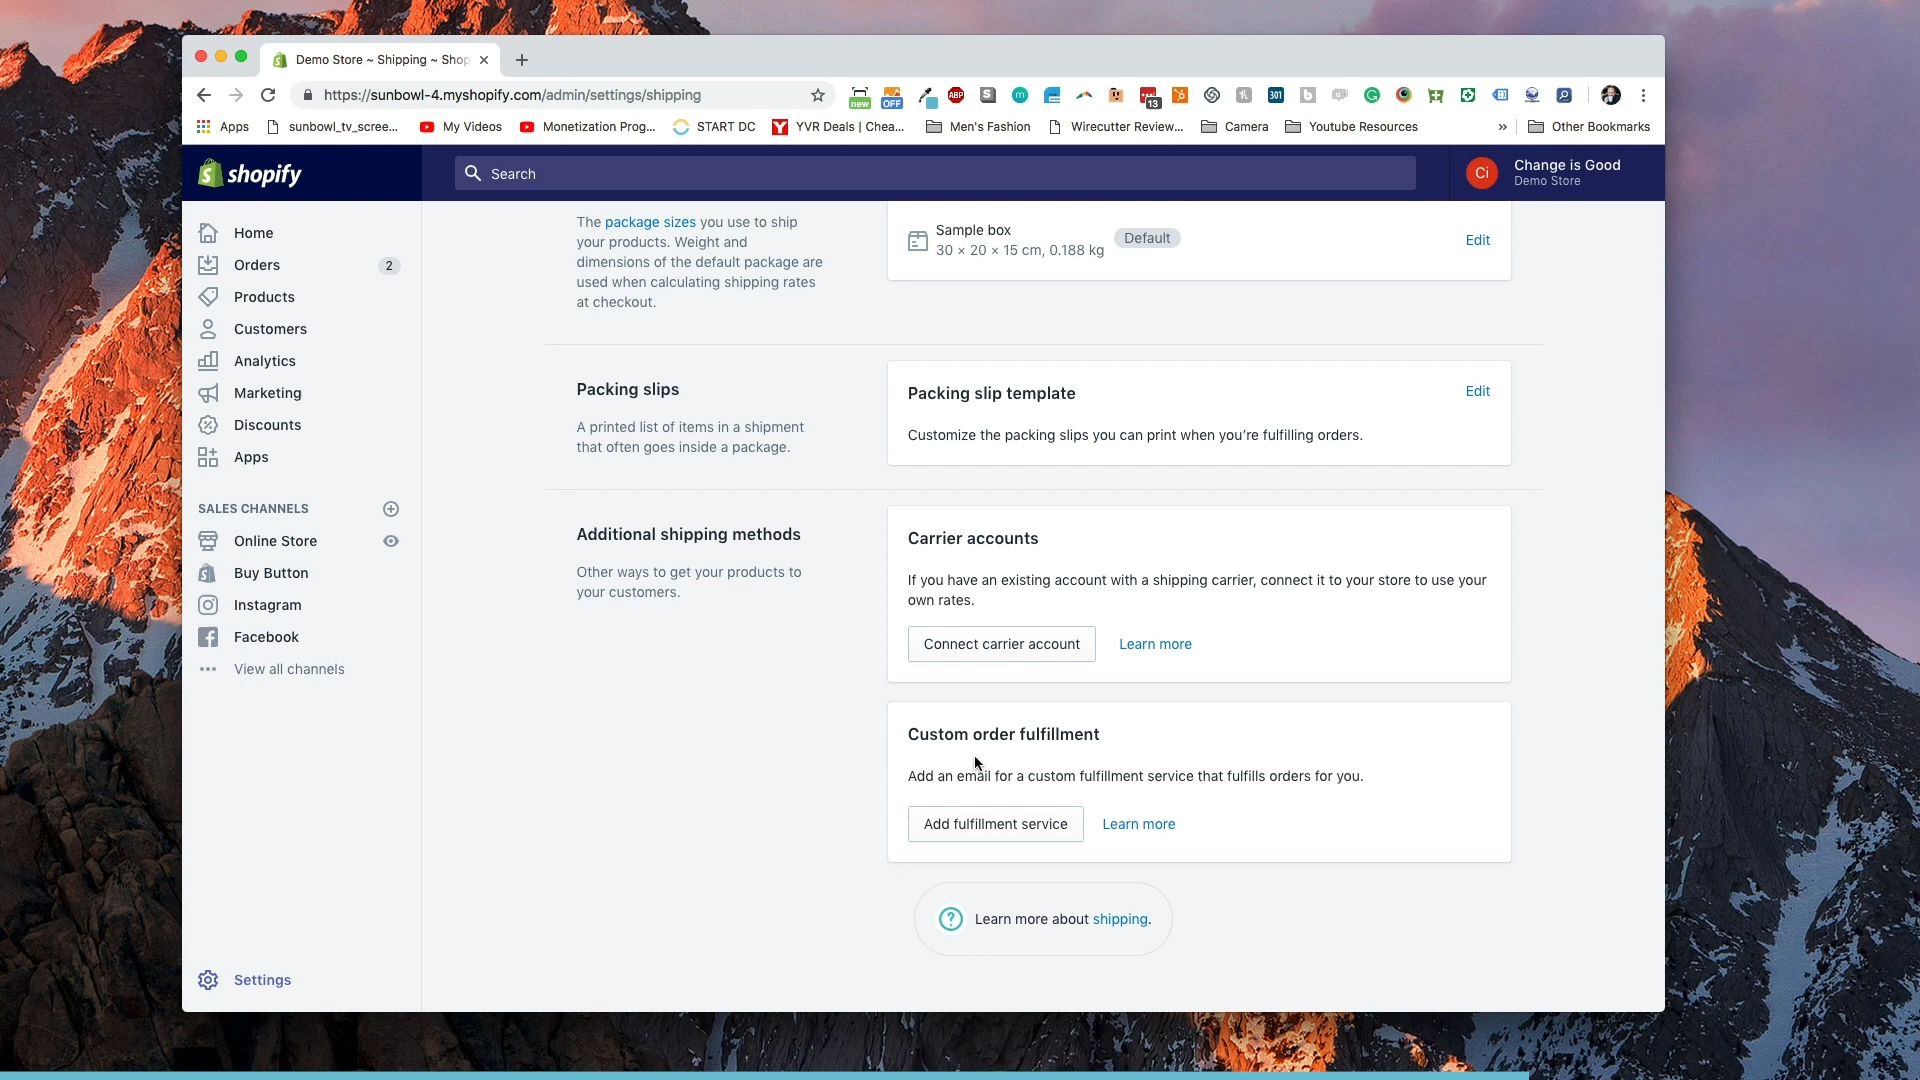 Demo Store ~ Shipping ~ Shop
https://sunbowl-4.myshopify.com/admin/settings/shipping
new
OFF
ABP
13
301
Apps
sunbowl_tv_scree...
My Videos
Monetization Prog...
START DC
YVR Deals | Chea...
Men's Fashion
Wirecutter Review...
Camera
Youtube Resources
»
Other Bookmarks
shopify
Search
Ci
Change is Good
Demo Store
Home
Orders
2
Products
Customers
Analytics
Marketing
Discounts
Apps
SALES CHANNELS
Online Store
Buy Button
Instagram
Facebook
View all channels
Settings
The package sizes you use to ship
your products. Weight and
dimensions of the default package are
used when calculating shipping rates
at checkout.
Sample box
30 × 20 × 15 cm, 0.188 kg
Default
Edit
Packing slips
A printed list of items in a shipment
that often goes inside a package.
Packing slip template
Edit
Customize the packing slips you can print when you’re fulfilling orders.
Additional shipping methods
Other ways to get your products to
your customers.
Carrier accounts
If you have an existing account with a shipping carrier, connect it to your store to use your
own rates.
Connect carrier account
Learn more
Custom order fulfillment
Add an email for a custom fulfillment service that fulfills orders for you.
Add fulfillment service
Learn more
Learn more about shipping.